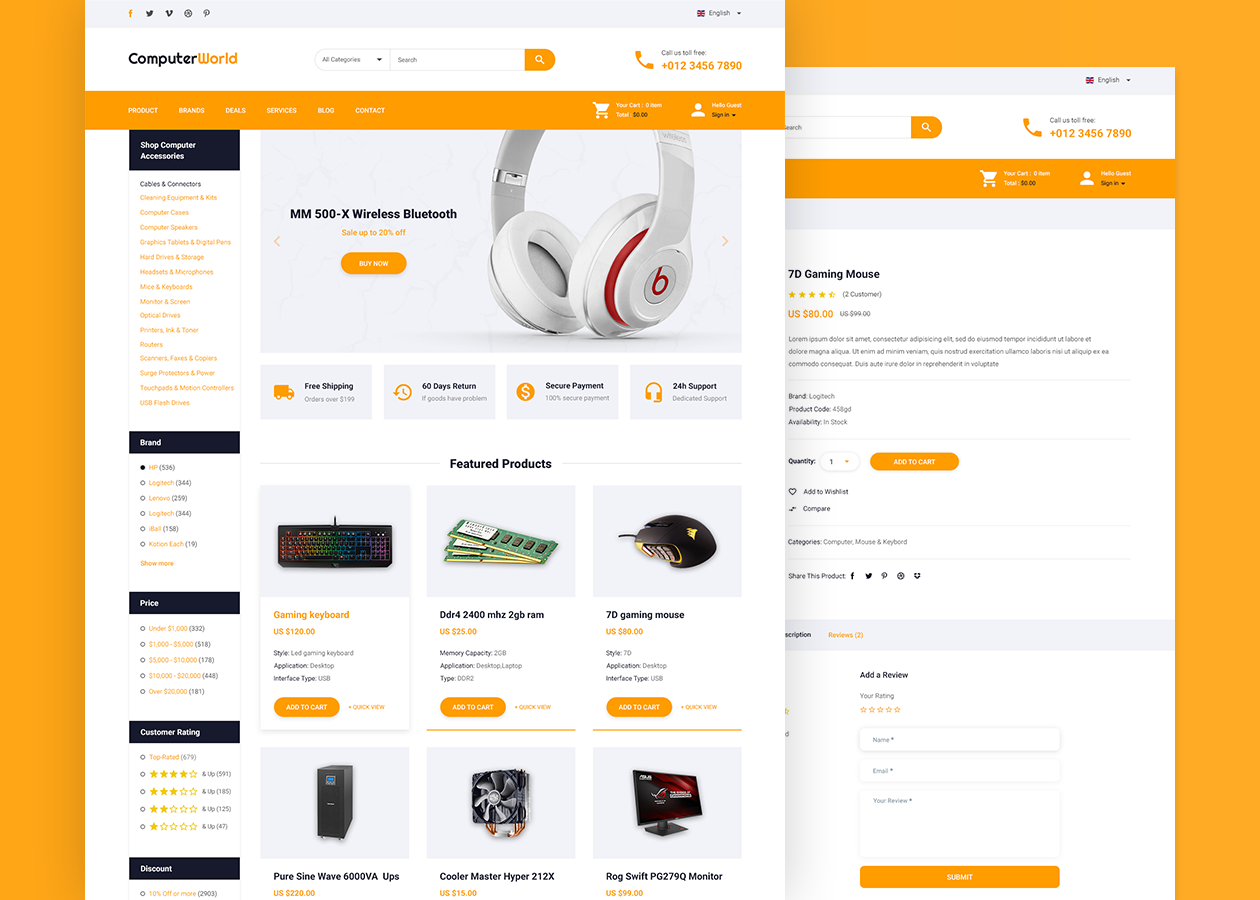 English
ComputerWorld
All Categories
Search
Call us toll free:
+012 3456 7890
PRODUCT
BRANDS
DEALS
SERVICES
BLOG
CONTACT
Your Cart : 0 item
Total : $0.00
Hello Guest
Sign in
Shop Computer
Accessories
Cables & Connectors
Cleaning Equipment & Kits
Computer Cases
Computer Speakers
Graphics Tablets & Digital Pens
Hard Drives & Storage
Headsets & Microphones
Mice & Keyboards
Monitor & Screen
Optical Drives
Printers, Ink & Toner
Routers
Scanners, Faxes & Copiers
Surge Protectors & Power
Touchpads & Motion Controllers
USB Flash Drives
Brand
HP (536)
Logitech (344)
Lenovo (259)
Logitech (344)
iBall (158)
Kotion Each (19)
Show more
Price
Under $1,000 (332)
$1,000 - $5,000 (518)
$5,000 - $10,000 (178)
$10,000 - $20,000 (448)
Over $20,000 (181)
Customer Rating
Top-Rated (679)
& Up (591)
& Up (185)
& Up (125)
& Up (47)
Discount
10% Off or more (2903)
MM 500-X Wireless Bluetooth
Sale up to 20% off
BUY NOW
wireless
b
Free Shipping
Orders over $199
60 Days Return
If goods have problem
Secure Payment
100% secure payment
24h Support
Dedicated Support
Featured Products
Gaming keyboard
US $120.00
Style: Led gaming keyboard
Application: Desktop
Interface Type: USB
ADD TO CART
+ QUICK VIEW
Ddr4 2400 mhz 2gb ram
US $25.00
Memory Capacity: 2GB
Application: Desktop,Laptop
Type: DDR2
ADD TO CART
+ QUICK VIEW
7D gaming mouse
US $80.00
Style: 7D
Application: Desktop
Interface Type: USB
ADD TO CART
+ QUICK VIEW
Pure Sine Wave 6000VA Ups
US $220.00
Cooler Master Hyper 212X
US $15.00
ASUS
Rog Swift PG279Q Monitor
US $99.00
English
earch
Call us toll free:
+012 3456 7890
Your Cart : 0 item
Total : $0.00
Hello Guest
Sign in
7D Gaming Mouse
(2 Customer)
US $80.00 US $99.00
Lorem ipsum dolor sit amet, consectetur adipisicing elit, sed do eiusmod tempor incididunt ut labore et
dolore magna aliqua. Ut enim ad minim veniam, quis nostrud exercitation ullamco laboris nisi ut aliquip ex ea
commodo consequat. Duis aute irure dolor in reprehenderit in voluptate
Brand: Logitech
Product Code: 458gd
Availability: In Stock
Quantity: 1
ADD TO CART
Add to Wishlist
Compare
Categories: Computer, Mouse & Keybord
Share This Product:
scription
Reviews (2)
d
Add a Review
Your Rating
Name *
Email *
Your Review *
SUBMIT